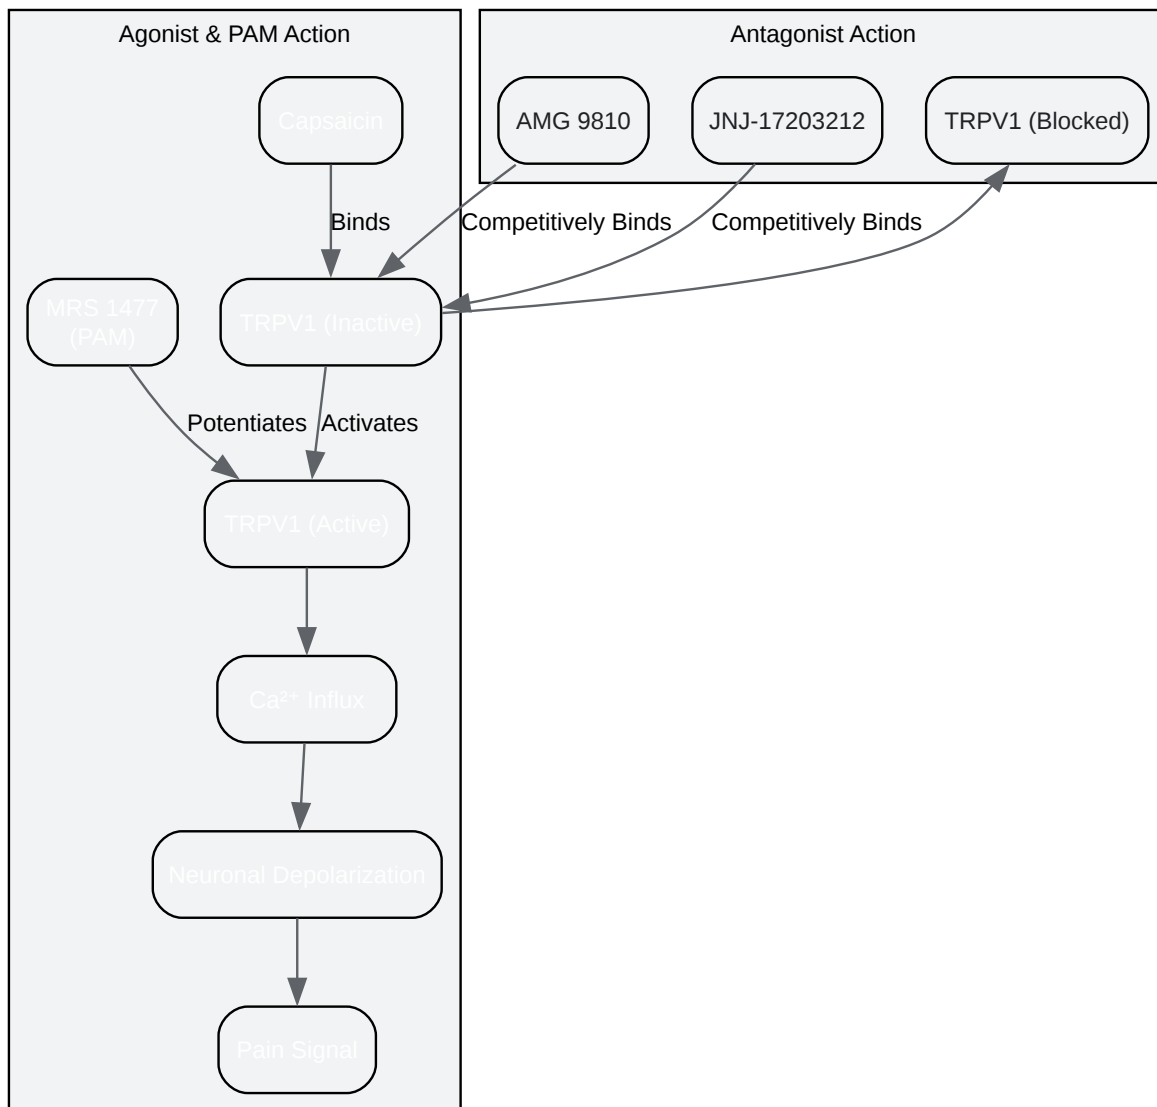 Agonist & PAM Action
Antagonist Action
Capsaicin
AMG 9810
JNJ-17203212
TRPV1 (Blocked)
Binds
Competitively Binds
Competitively Binds
MRS 1477
(PAM)
TRPV1 (Inactive)
Potentiates
Activates
TRPV1 (Active)
Ca²⁺ Influx
Neuronal Depolarization
Pain Signal